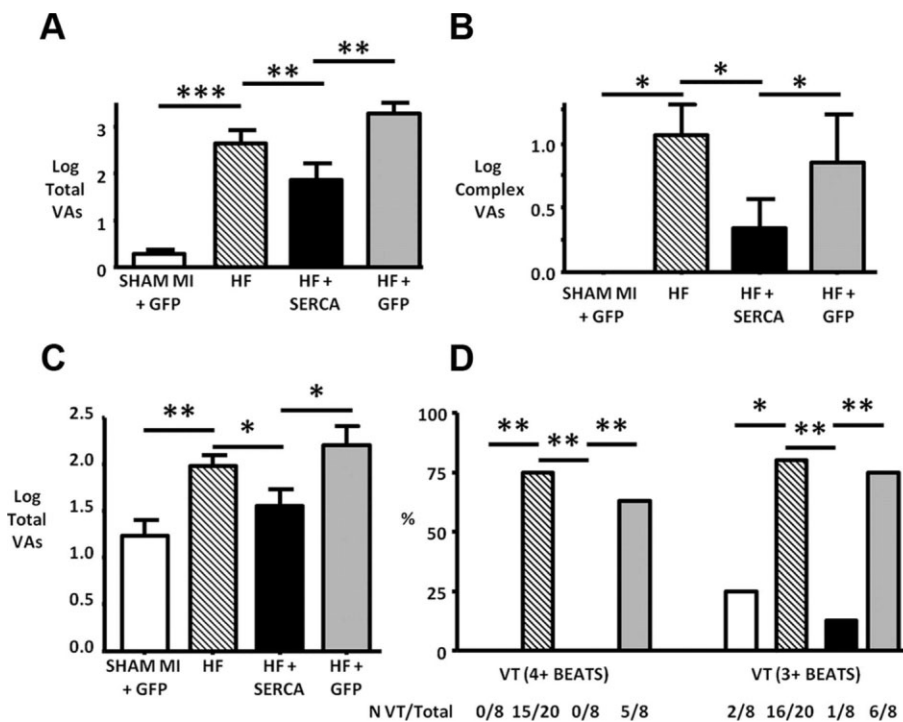 A
***
**
**
3
2
1
0
Log
Total
VAs
SHAM MI
+ GFP
HF
HF +
SERCA
HF +
GFP
B
*
*
*
1.0
0.5
0.0
Log
Complex
VAs
SHAM MI
+ GFP
HF
HF +
SERCA
HF +
GFP
C
**
*
*
2.5
2.0
1.5
1.0
0.5
0.0
Log
Total
VAs
SHAM MI
+ GFP
HF
HF +
SERCA
HF +
GFP
D
**
**
**
*
**
**
100
75
50
25
0
%
VT (4+ BEATS)
VT (3+ BEATS)
N VT/Total 0/8 15/20 0/8 5/8 2/8 16/20 1/8 6/8